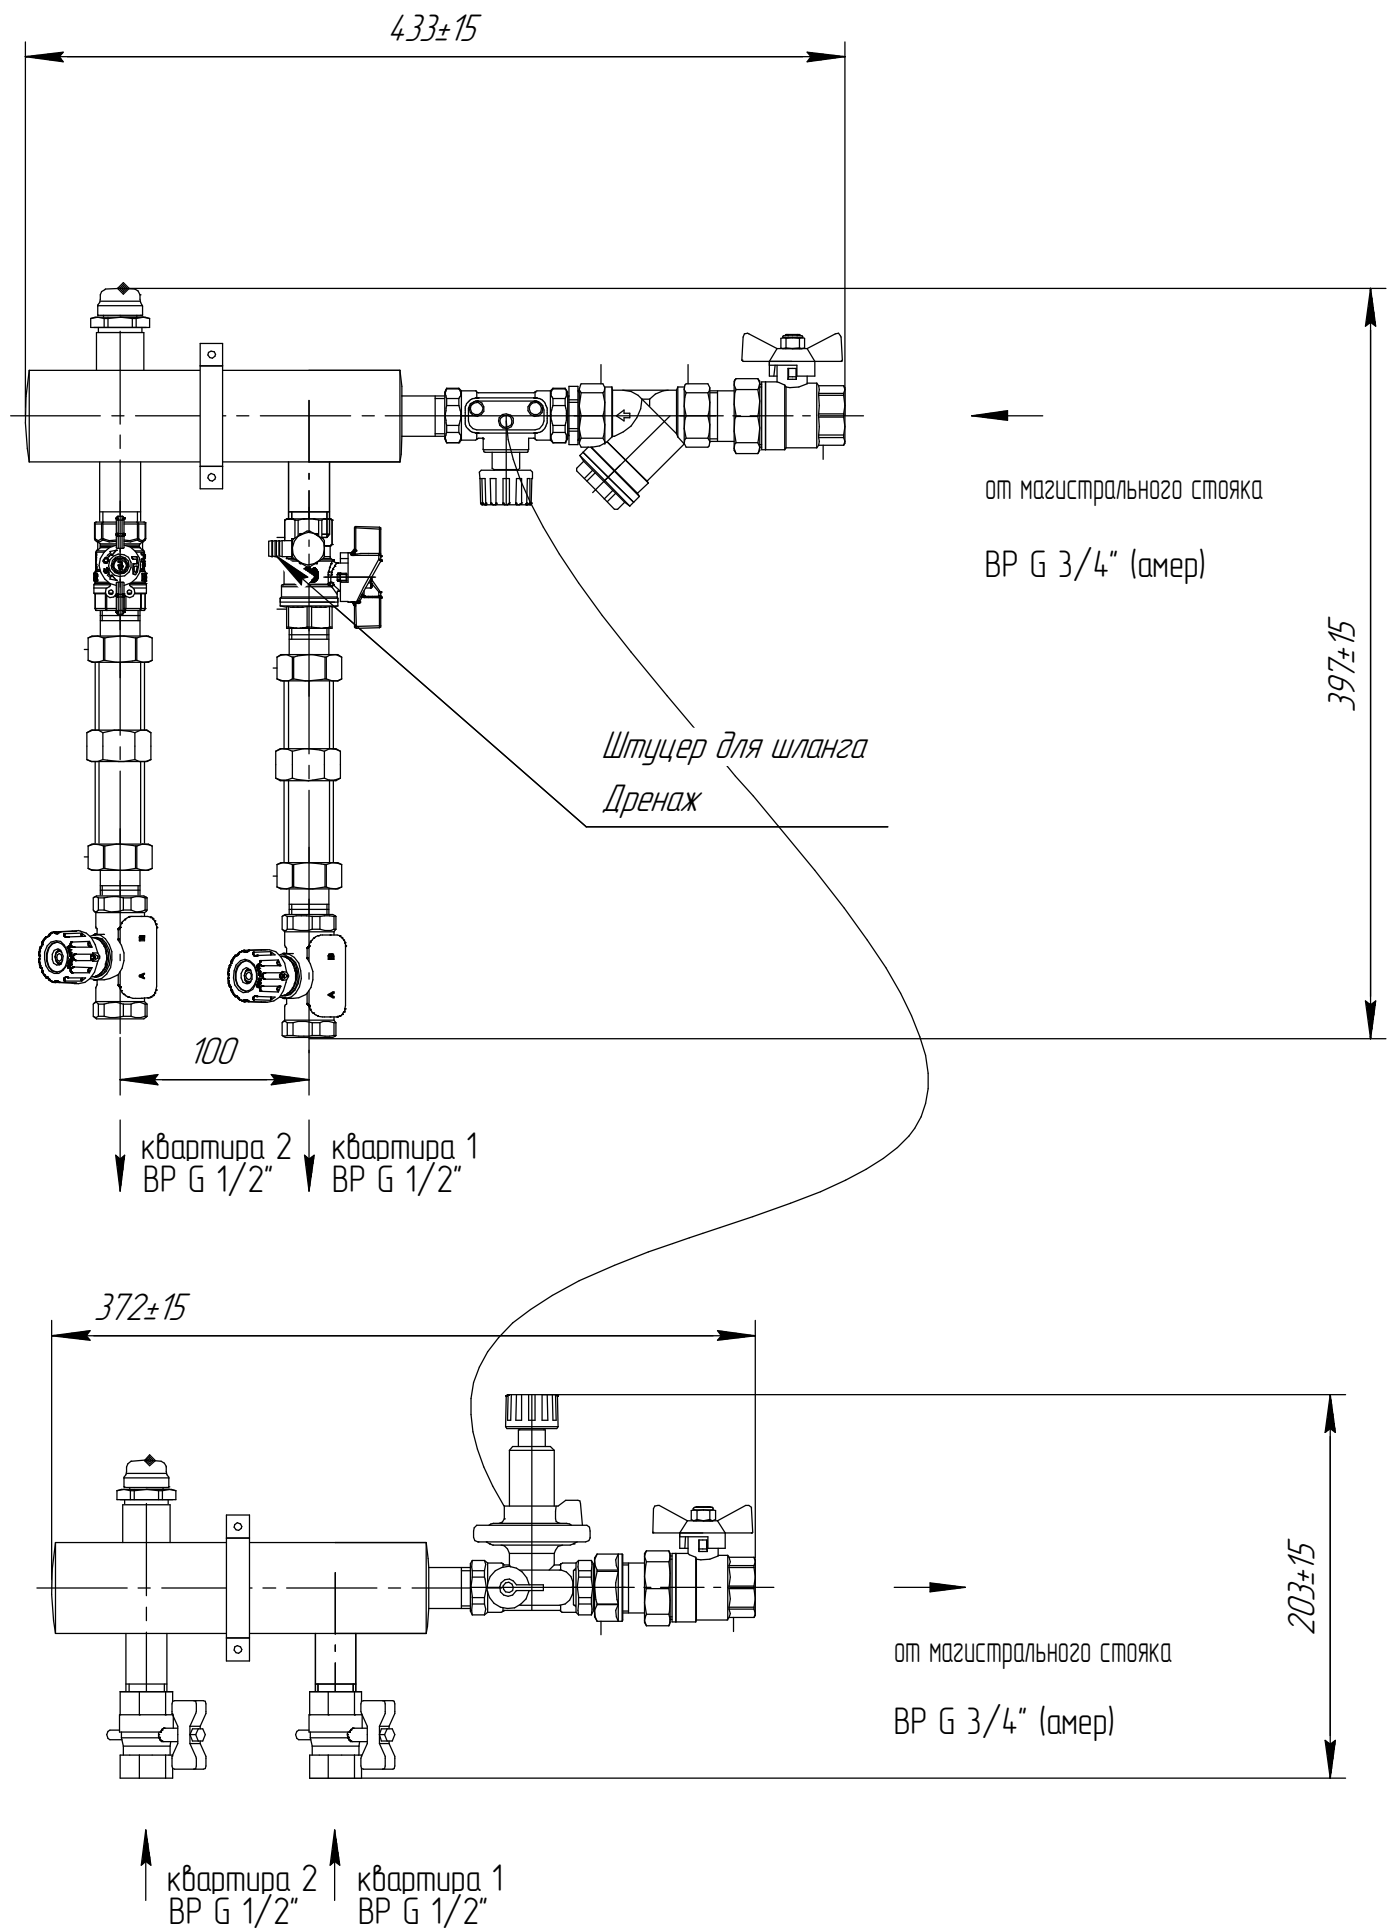 433±15
от магистрального стояка
ВР G 3/4" (амер)
397±15
Штуцер для шланга
Дренаж
В
А
В
А
100
квартира 2
ВР G 1/2"
квартира 1
ВР G 1/2"
372±15
203±15
от магистрального стояка
ВР G 3/4" (амер)
квартира 2
ВР G 1/2"
квартира 1
ВР G 1/2"